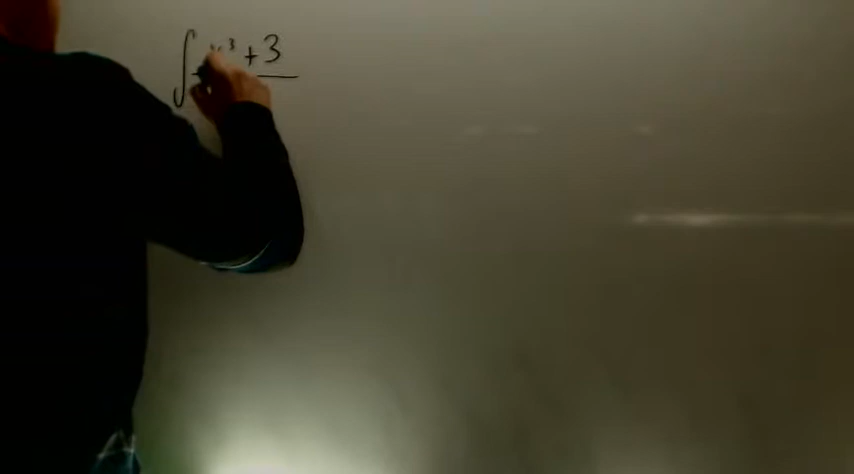 ∫ x³ + 3